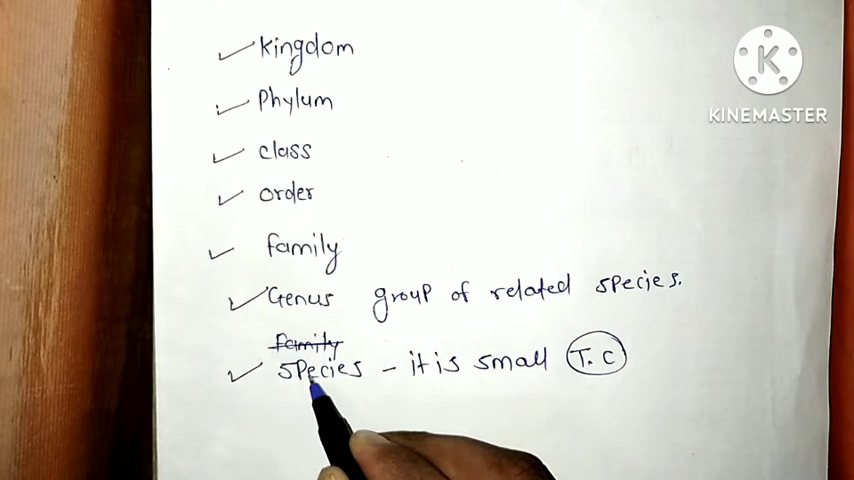 Kingdom
Phylum
class
order
family
Genus group of related species.
family
species - it is small T.C
K
KINEMASTER